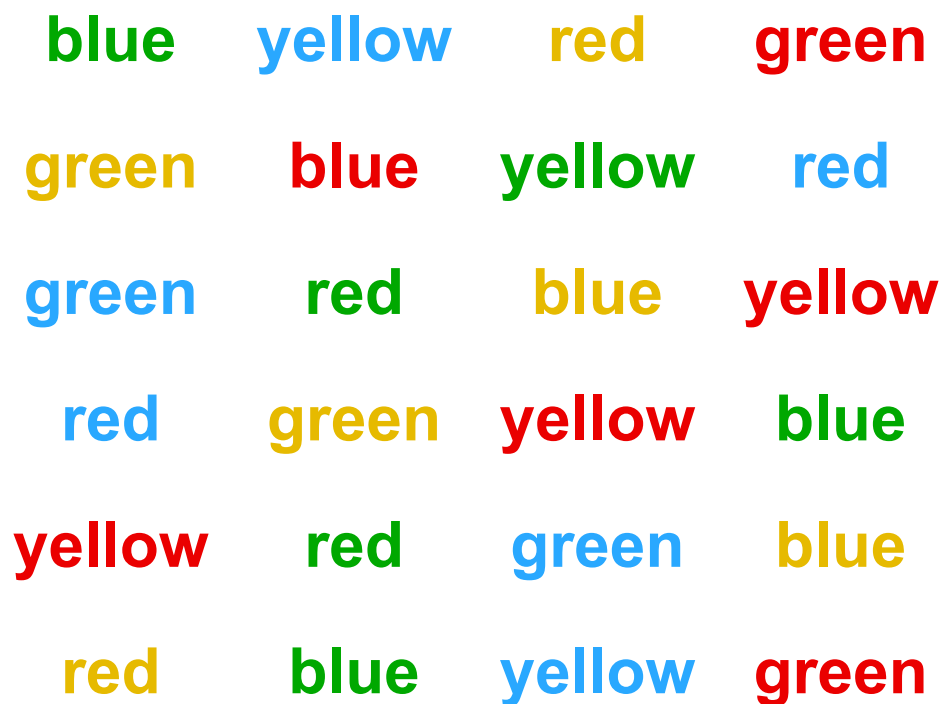 blue yellow red green
green blue yellow red
green red blue yellow
red green yellow blue
yellow red green blue
red blue yellow green